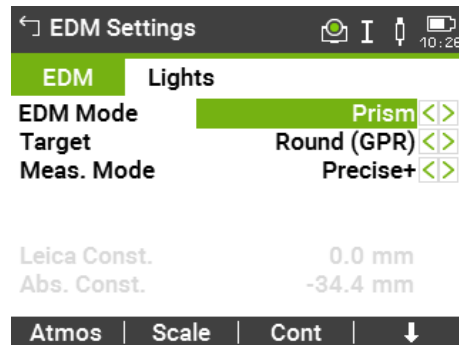 EDM Settings
10:26
EDM Lights
EDM Mode Prism
Target Round (GPR)
Meas. Mode Precise+
Leica Const. 0.0 mm
Abs. Const. -34.4 mm
Atmos | Scale | Cont |